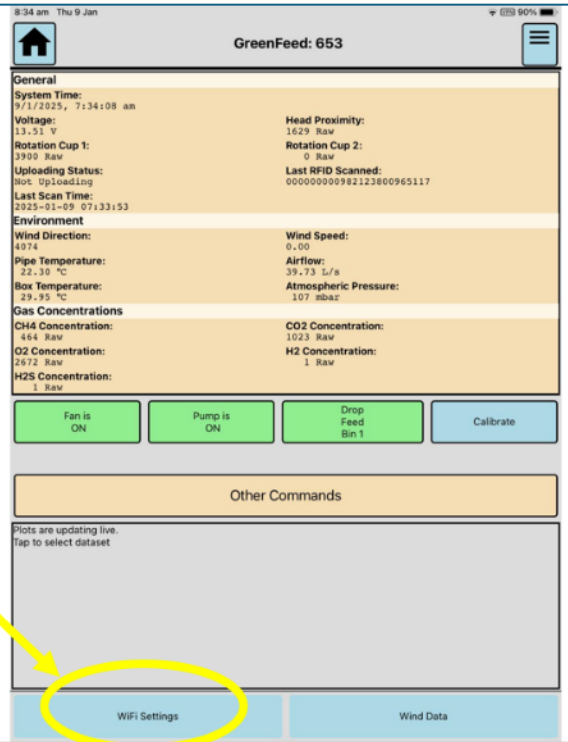 8:34 am Thu 9 Jan
90%
GreenFeed: 653
General
System Time:
9/1/2025, 7:34:08 am
Voltage: Head Proximity:
13.51 V 1629 Raw
Rotation Cup 1: Rotation Cup 2:
3900 Raw 0 Raw
Uploading Status: Last RFID Scanned:
Not Uploading 000000000982123800965117
Last Scan Time:
2025-01-09 07:33:53
Environment
Wind Direction: Wind Speed:
4074 0.00
Pipe Temperature: Airflow:
22.30 °C 39.73 L/s
Box Temperature: Atmospheric Pressure:
29.95 °C 107 mbar
Gas Concentrations
CH4 Concentration: CO2 Concentration:
464 Raw 1023 Raw
O2 Concentration: H2 Concentration:
2672 Raw 1 Raw
H2S Concentration:
1 Raw
Fan is
ON
Pump is
ON
Drop
Feed
Bin 1
Calibrate
Other Commands
Plots are updating live.
Tap to select dataset
WiFi Settings Wind Data